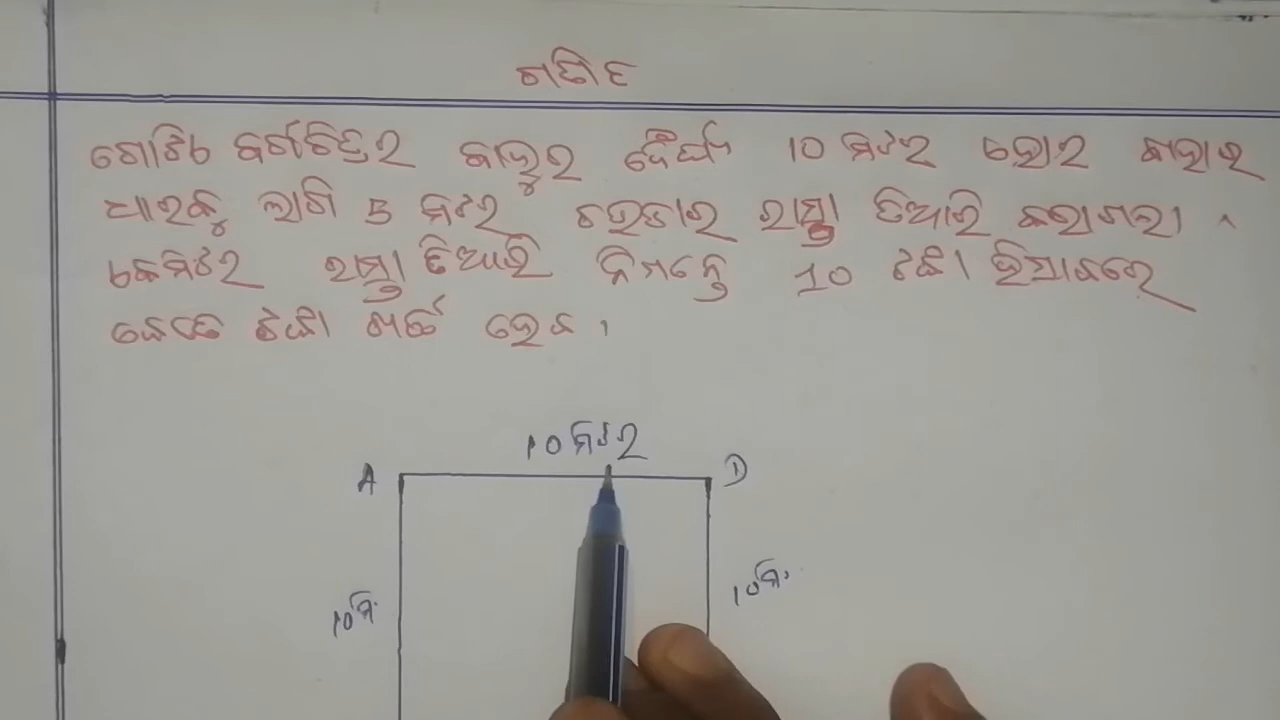 ଗଣିତ
ଗୋଟିଏ ବର୍ଗଚିତ୍ରର ବାହୁର ଦୈର୍ଘ୍ୟ 10 ମିଟର ହୋଇ ବାହାର
ଧାରକୁ ଲାଗି 5 ମିଟର ଚଉଡାର ରାସ୍ତା ତିଆରି କରାଗଲା ।
ରାସ୍ତା ତିଆରି ନିମନ୍ତେ 10 ଟଙ୍କା ହିସାବରେ
କେତେ ଟଙ୍କା ଖର୍ଚ୍ଚ ହେବ ।
10 ମିଟର
A D
10ମି. 10ମି.